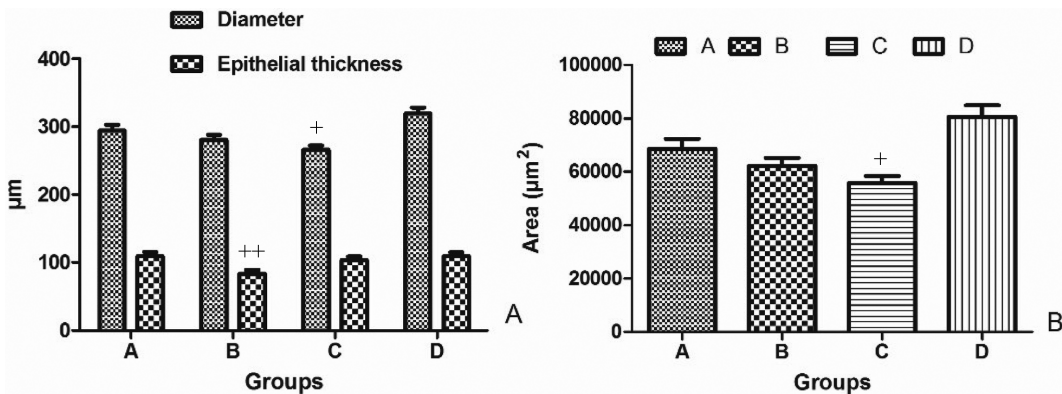 Diameter
Epithelial thickness
400
300
200
100
0
µm
+
++
A B C D
Groups
A
A B C D
100000
80000
60000
40000
20000
0
Area (µm²)
+
A B C D
Groups
B